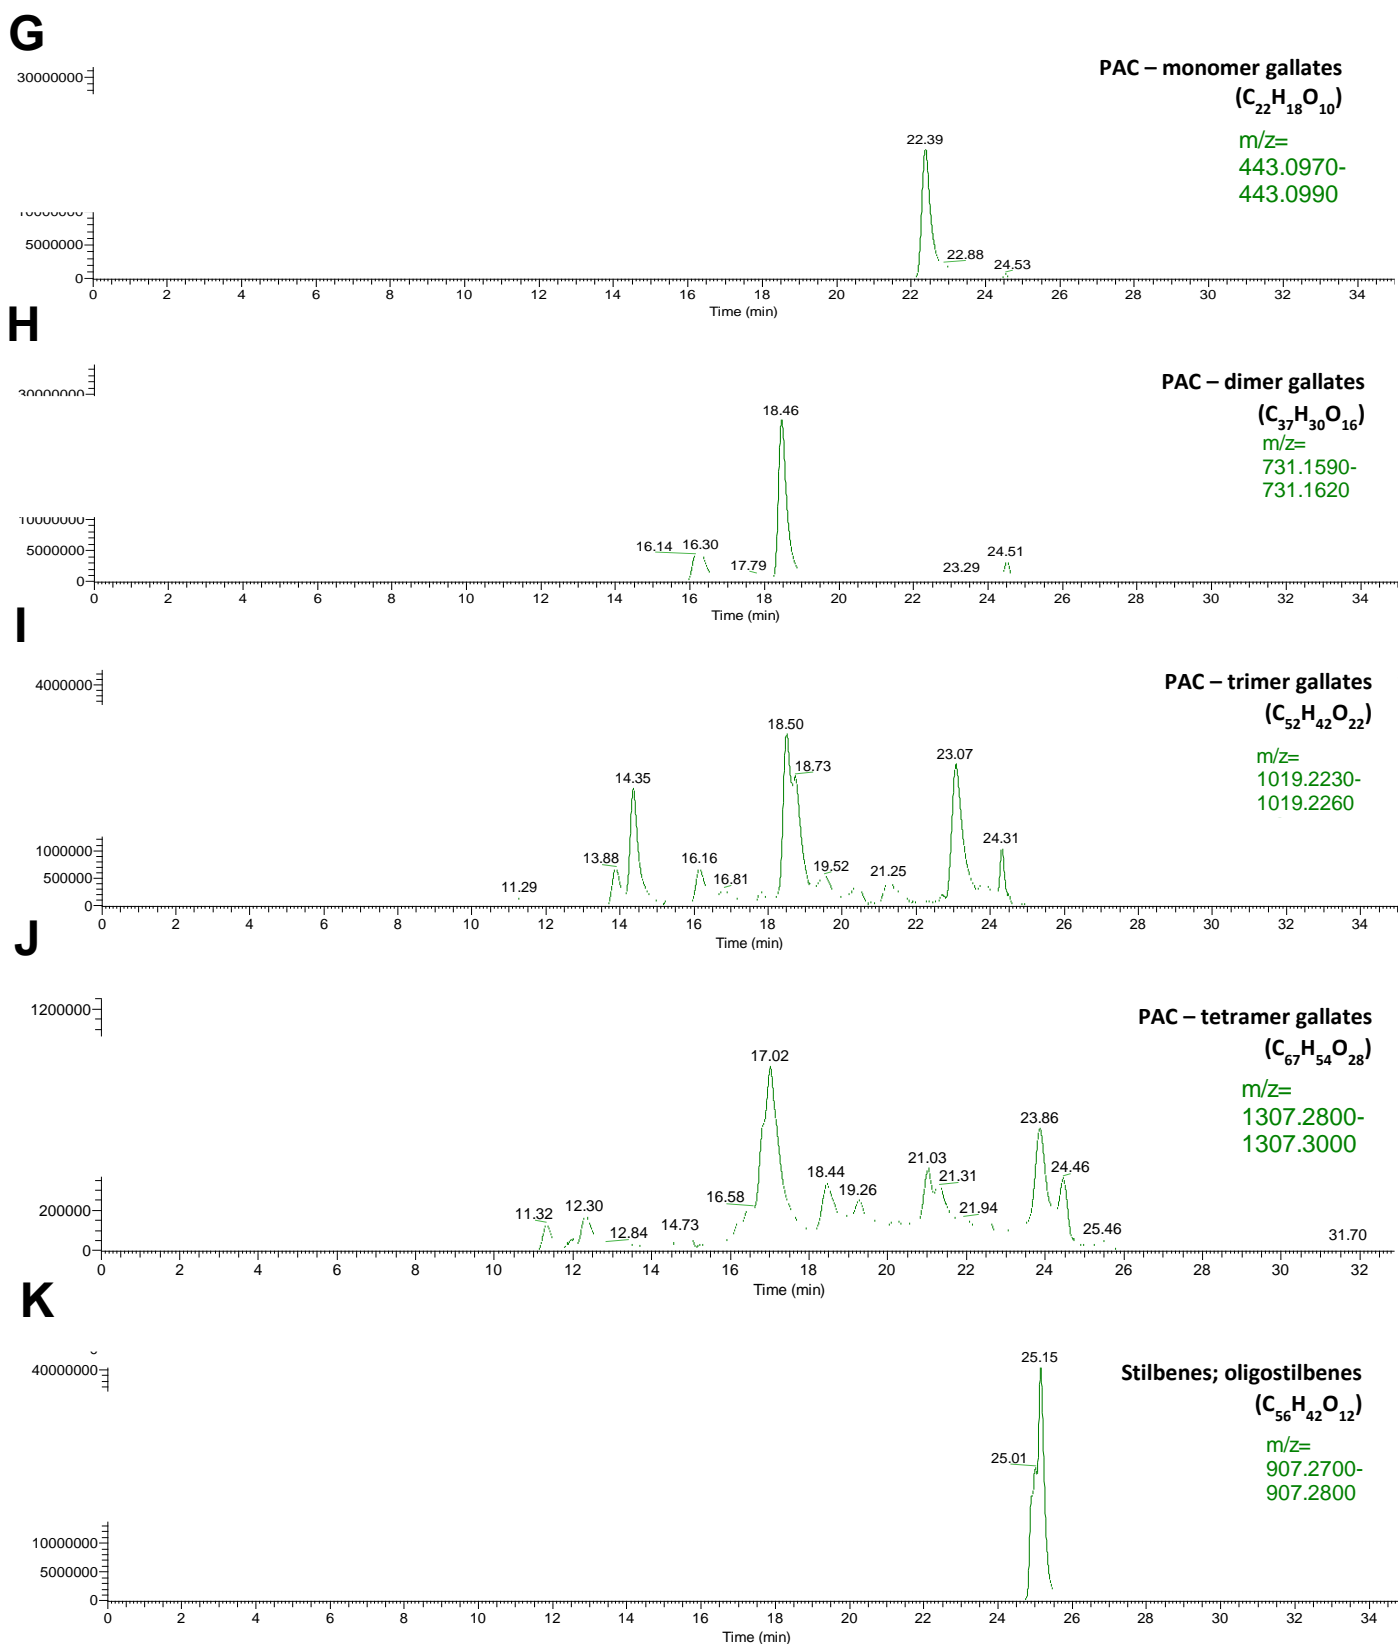 G
PAC – monomer gallates
30000000
(C22H18O10)
m/z=
22.39
443.0970-
443.0990
5000000
22.88
24.53
0
0 2 4 6 8 10 12 14 16 18 20 22 24 26 28 30 32 34
Time (min)
H
PAC – dimer gallates
30000000
18.46
(C37H30O16)
m/z=
731.1590-
731.1620
10000000
5000000
16.14 16.30
17.79
23.29
24.51
0
0 2 4 6 8 10 12 14 16 18 20 22 24 26 28 30 32 34
Time (min)
I
PAC – trimer gallates
4000000
(C52H42O22)
18.50
m/z=
23.07
18.73
14.35
1019.2230-
1019.2260
1000000
24.31
13.88
16.16
19.52
21.25
500000
16.81
11.29
0
0 2 4 6 8 10 12 14 16 18 20 22 24 26 28 30 32 34
Time (min)
J
1200000
PAC – tetramer gallates
(C67H54O28)
17.02
m/z=
1307.2800-
23.86
1307.3000
21.03
24.46
18.44
21.31
19.26
16.58
200000
11.32
12.30
21.94
14.73
12.84
25.46
31.70
0
0 2 4 6 8 10 12 14 16 18 20 22 24 26 28 30 32
Time (min)
K
25.15
40000000
Stilbenes; oligostilbenes
(C56H42O12)
m/z=
25.01
907.2700-
907.2800
10000000
5000000
0
0 2 4 6 8 10 12 14 16 18 20 22 24 26 28 30 32 34
Time (min)